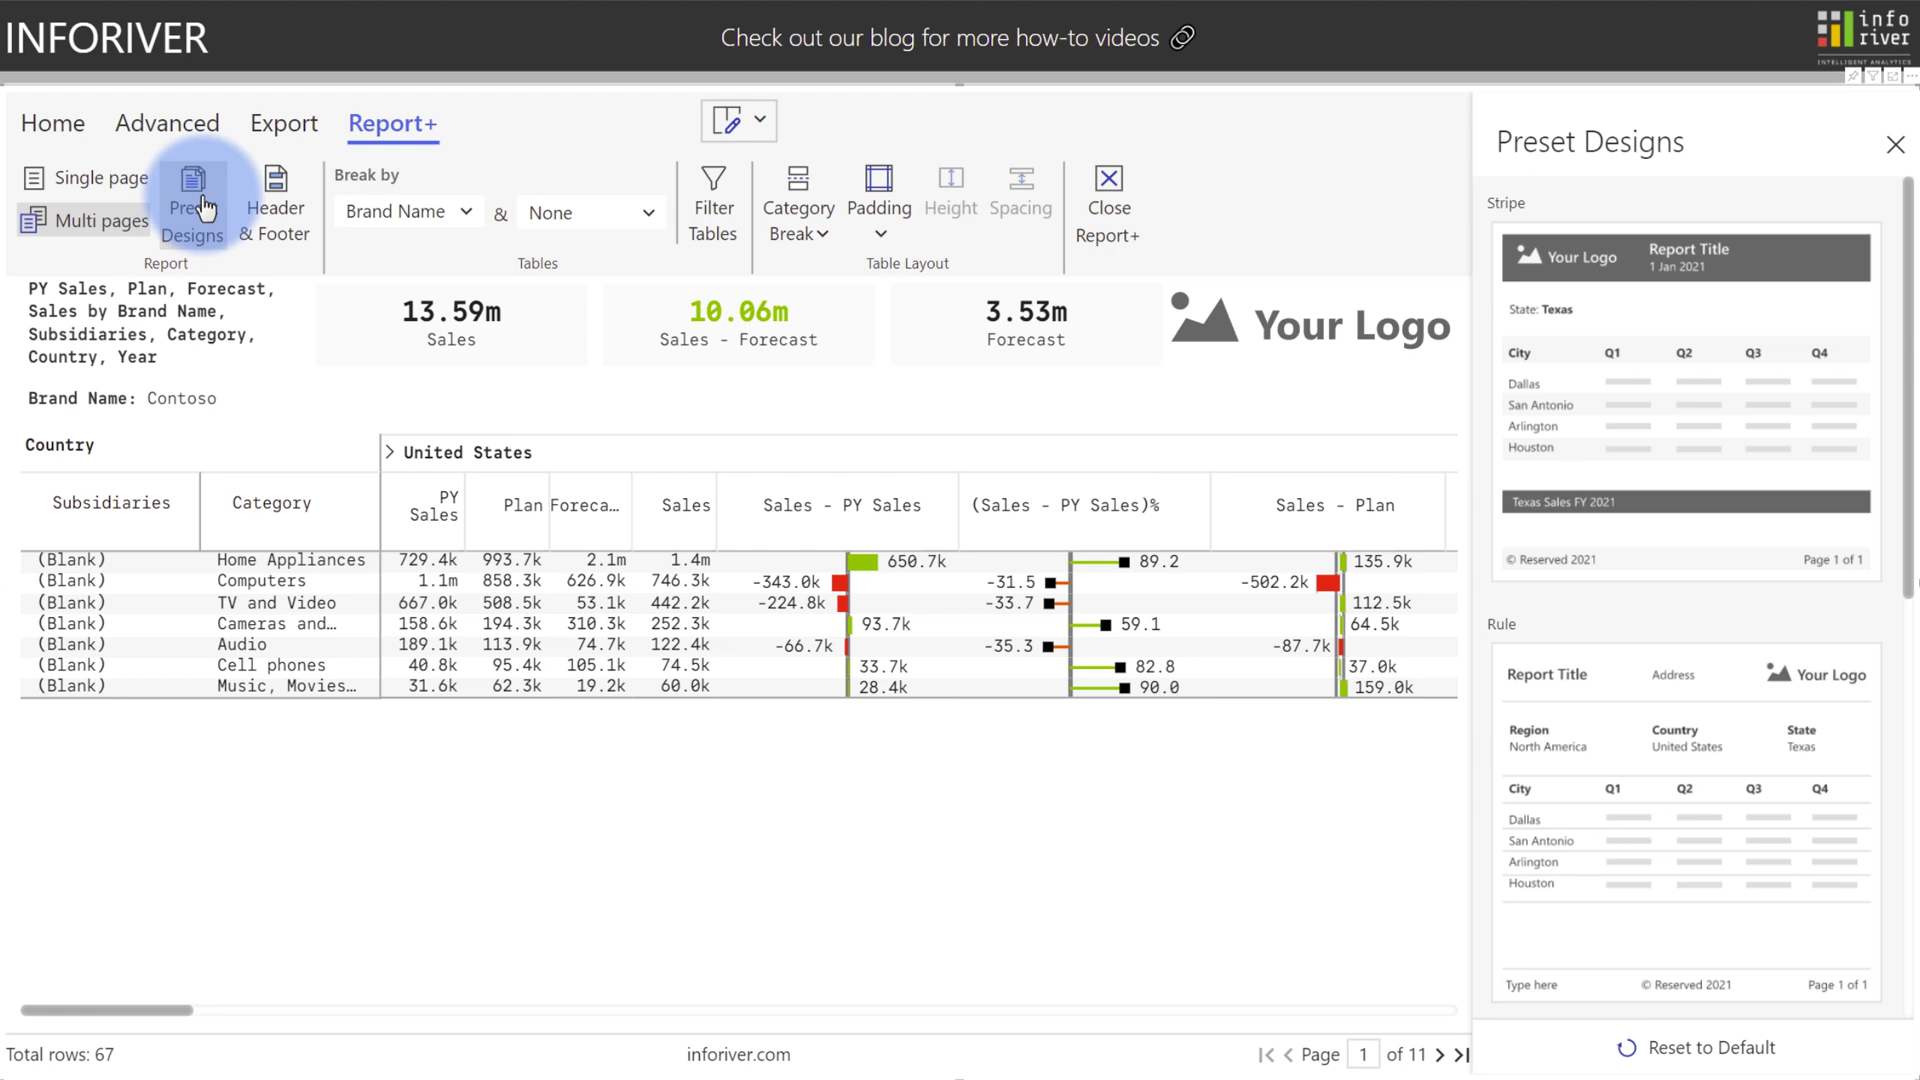 INFORIVER
Check out our blog for more how-to videos
info
river
INTELLIGENT ANALYTICS
Home
Advanced
Export
Report+
Single page
Multi pages
Designs
Header
& Footer
Report
Break by
Brand Name
&
None
Tables
Filter
Tables
Category
Break
Padding
Height
Spacing
Table Layout
Close
Report+
PY Sales, Plan, Forecast,
Sales by Brand Name,
Subsidiaries, Category,
Country, Year
13.59m
Sales
10.06m
Sales - Forecast
3.53m
Forecast
Your Logo
Brand Name: Contoso
Country
> United States
Subsidiaries Category PY Sales Plan Foreca… Sales Sales - PY Sales (Sales - PY Sales)% Sales - Plan
(Blank) Home Appliances 729.4k 993.7k 2.1m 1.4m 650.7k 89.2 135.9k
(Blank) Computers 1.1m 858.3k 626.9k 746.3k -343.0k -31.5 -502.2k
(Blank) TV and Video 667.0k 508.5k 53.1k 442.2k -224.8k -33.7 112.5k
(Blank) Cameras and… 158.6k 194.3k 310.3k 252.3k 93.7k 59.1 64.5k
(Blank) Audio 189.1k 113.9k 74.7k 122.4k -66.7k -35.3 -87.7k
(Blank) Cell phones 40.8k 95.4k 105.1k 74.5k 33.7k 82.8 37.0k
(Blank) Music, Movies… 31.6k 62.3k 19.2k 60.0k 28.4k 90.0 159.0k
Total rows: 67
inforiver.com
Page 1 of 11
Preset Designs
Stripe
Your Logo
Report Title
1 Jan 2021
State: Texas
City Q1 Q2 Q3 Q4
Dallas
San Antonio
Arlington
Houston
Texas Sales FY 2021
© Reserved 2021
Page 1 of 1
Rule
Report Title
Address
Your Logo
Region Country State
North America United States Texas
City Q1 Q2 Q3 Q4
Dallas
San Antonio
Arlington
Houston
Type here
© Reserved 2021
Page 1 of 1
Reset to Default